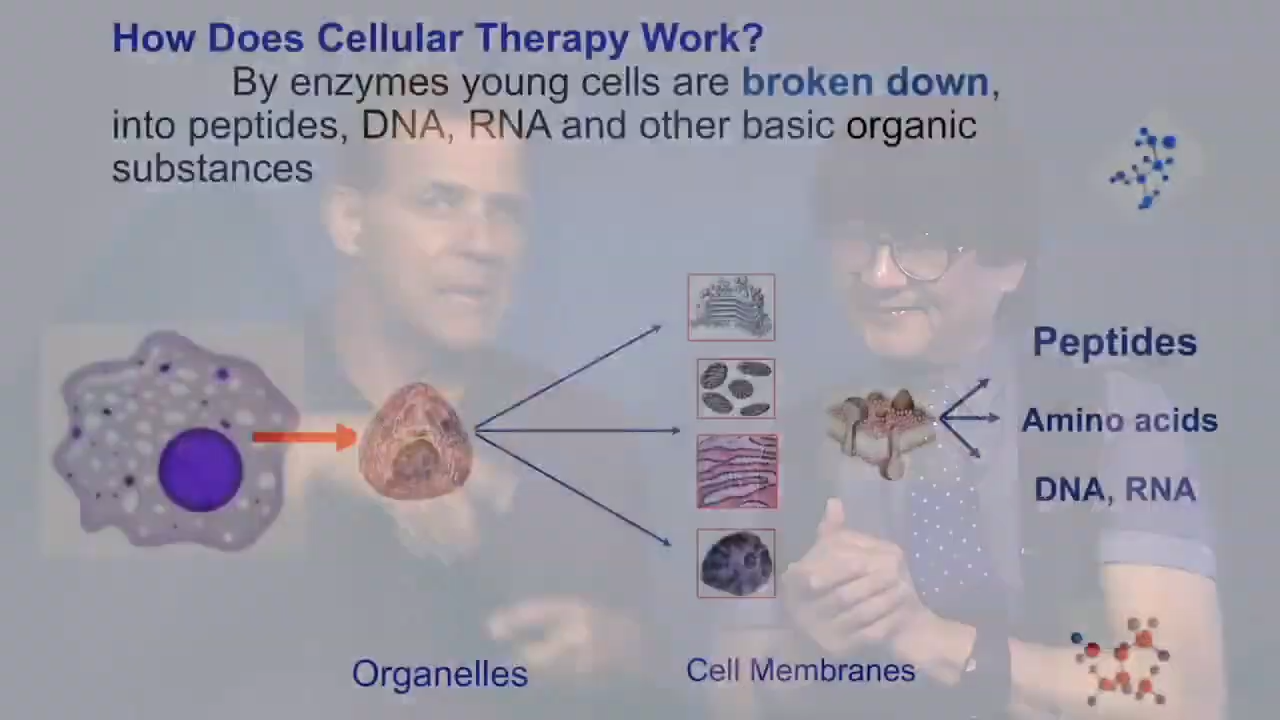 How Does Cellular Therapy Work?
By enzymes young cells are broken down,
into peptides, DNA, RNA and other basic organic
substances
Peptides
Amino acids
DNA, RNA
Organelles
Cell Membranes